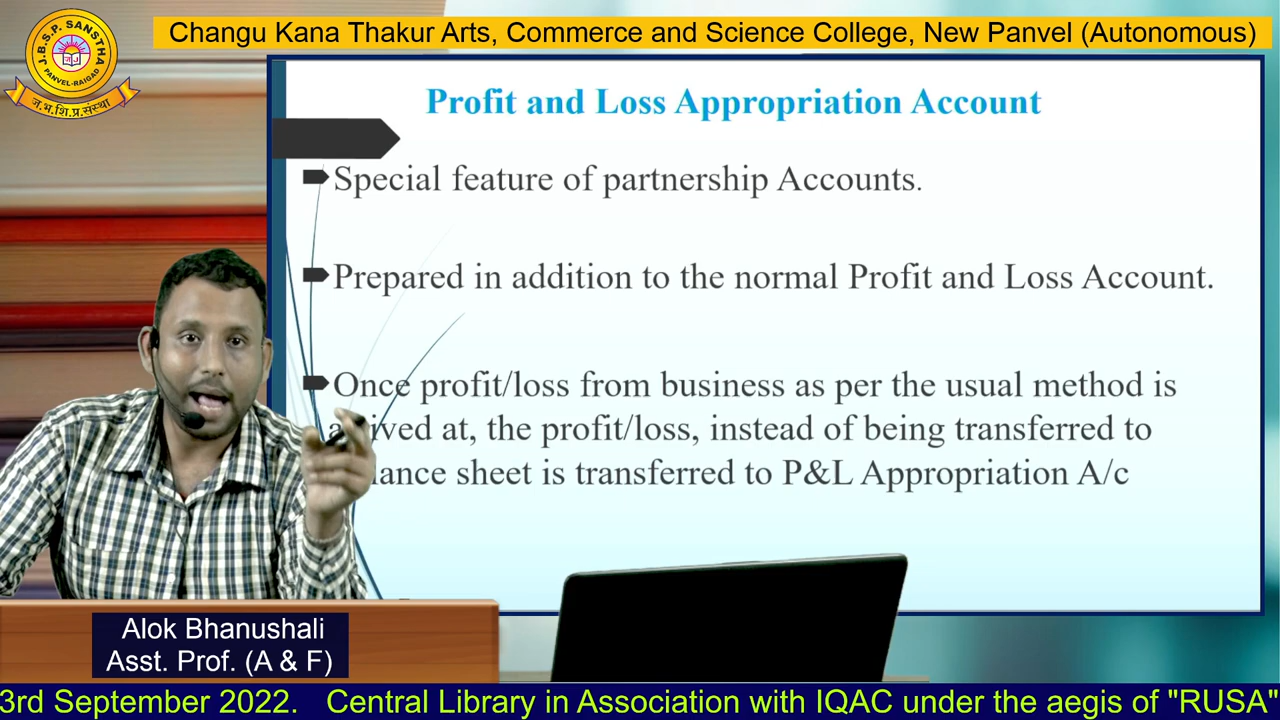 J.B.S.P. SANSTHA
PANVEL-RAIGAD
ज.भ.शि.प्र.संस्था
Changu Kana Thakur Arts, Commerce and Science College, New Panvel (Autonomous)
Profit and Loss Appropriation Account
Special feature of partnership Accounts.
Prepared in addition to the normal Profit and Loss Account.
Once profit/loss from business as per the usual method is
at, the profit/loss, instead of being transferred to
sheet is transferred to P&L Appropriation A/c
Alok Bhanushali
Asst. Prof. (A & F)
3rd September 2022. Central Library in Association with IQAC under the aegis of "RUSA"